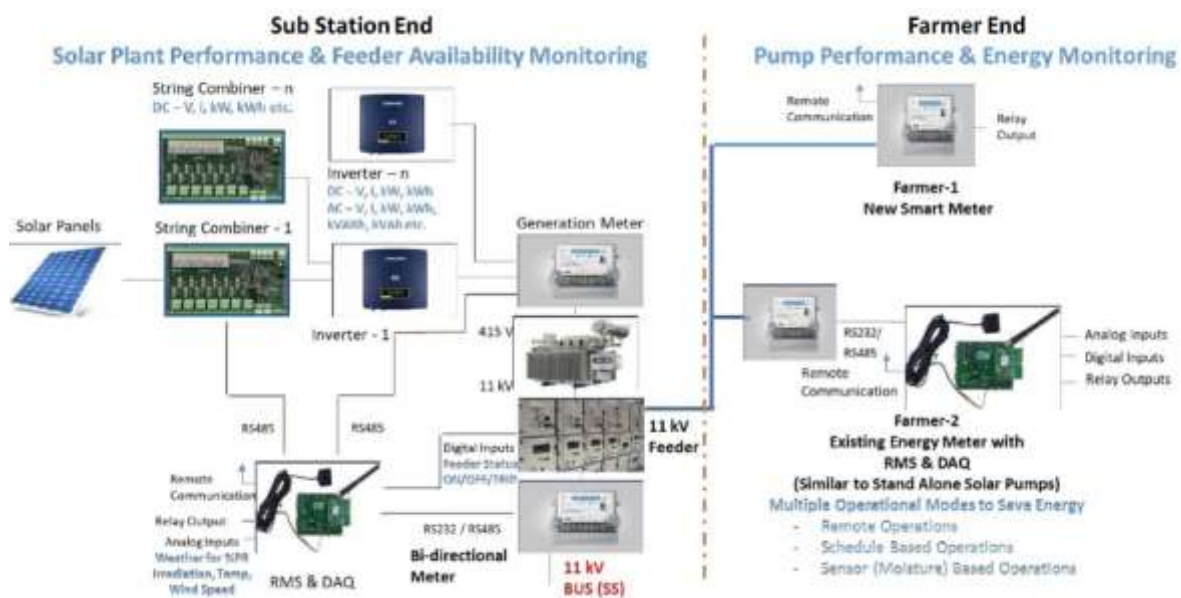 Sub Station End
Solar Plant Performance & Feeder Availability Monitoring
String Combiner – n
DC – V, I, kW, kWh etc.
Inverter – n
DC – V, I, kW, kWh
AC – V, I, kW, kWh,
kVARh, kVAh etc.
Solar Panels
String Combiner - 1
Generation Meter
Inverter - 1
415 V
11 kV
RS485
RS485
Digital Inputs
Feeder Status
ON/OFF/TRIP
11 kV
Feeder
Remote
Communication
Relay Output
Analog Inputs
Weather for %PR
Irradiation, Temp,
Wind Speed
RMS & DAQ
RS232 / RS485
Bi-directional
Meter
11 kV
BUS (SS)
Farmer End
Pump Performance & Energy Monitoring
Remote
Communication
Relay
Output
Farmer-1
New Smart Meter
RS232/
RS485
Remote
Communication
Analog Inputs
Digital Inputs
Relay Outputs
Farmer-2
Existing Energy Meter with
RMS & DAQ
(Similar to Stand Alone Solar Pumps)
Multiple Operational Modes to Save Energy
- Remote Operations
- Schedule Based Operations
- Sensor (Moisture) Based Operations